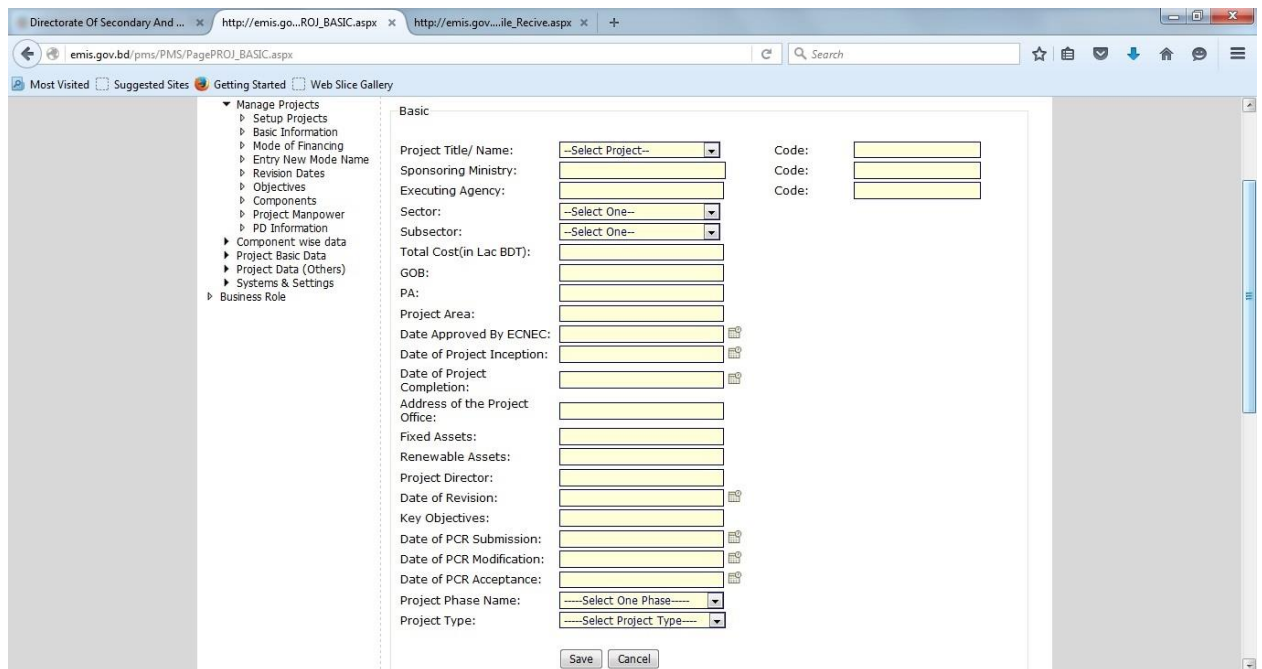 Directorate Of Secondary And ...
http://emis.go...ROJ_BASIC.aspx
http://emis.gov....ile_Recive.aspx
emis.gov.bd/pms/PMS/PagePROJ_BASIC.aspx
Search
Most Visited
Suggested Sites
Getting Started
Web Slice Gallery
Manage Projects
Setup Projects
Basic Information
Mode of Financing
Entry New Mode Name
Revision Dates
Objectives
Components
Project Manpower
PD Information
Component wise data
Project Basic Data
Project Data (Others)
Systems & Settings
Business Role
Basic
Project Title/ Name: --Select Project-- Code:
Sponsoring Ministry: Code:
Executing Agency: Code:
Sector: --Select One--
Subsector: --Select One--
Total Cost(in Lac BDT):
GOB:
PA:
Project Area:
Date Approved By ECNEC:
Date of Project Inception:
Date of Project
Completion:
Address of the Project
Office:
Fixed Assets:
Renewable Assets:
Project Director:
Date of Revision:
Key Objectives:
Date of PCR Submission:
Date of PCR Modification:
Date of PCR Acceptance:
Project Phase Name: -----Select One Phase-----
Project Type: -----Select Project Type----
Save Cancel